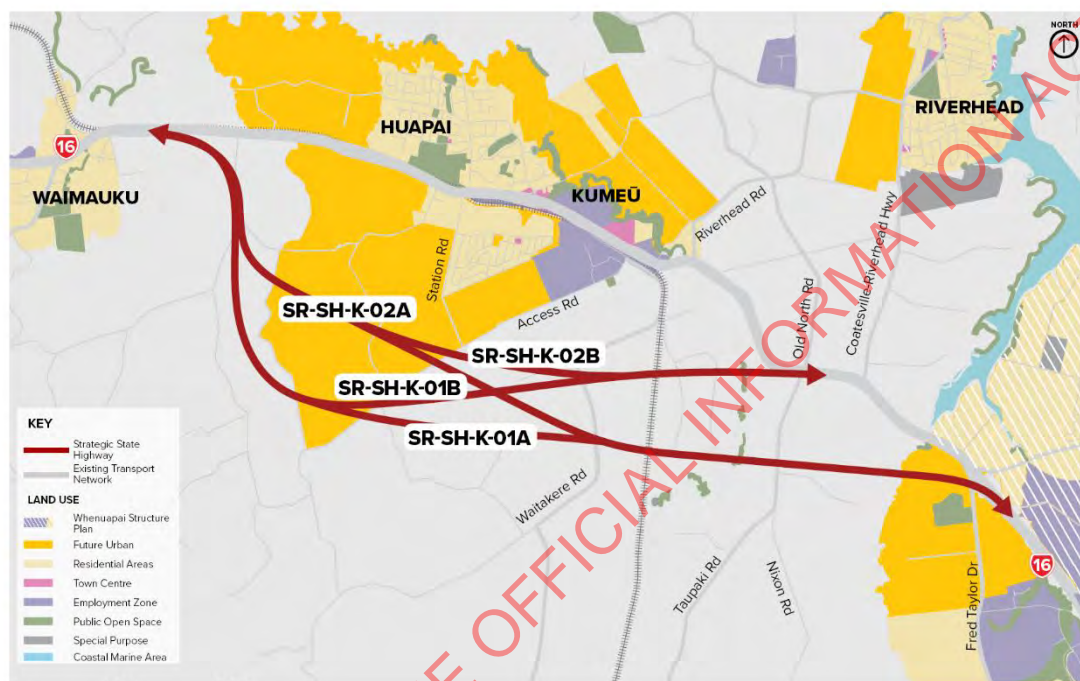 NORTH
RIVERHEAD
HUAPAI
16
WAIMAUKU
KUMEŪ
Riverhead Rd
Coatesville-Riverhead Hwy
Station Rd
Old North Rd
Access Rd
SR-SH-K-02A
SR-SH-K-02B
SR-SH-K-01B
SR-SH-K-01A
Waitakere Rd
Taupaki Rd
Nixon Rd
Fred Taylor Dr
16
KEY
Strategic State
Highway
Existing Transport
Network
LAND USE
Whenuapai Structure
Plan
Future Urban
Residential Areas
Town Centre
Employment Zone
Public Open Space
Special Purpose
Coastal Marine Area
E OFFICIAL INFORMATION AC